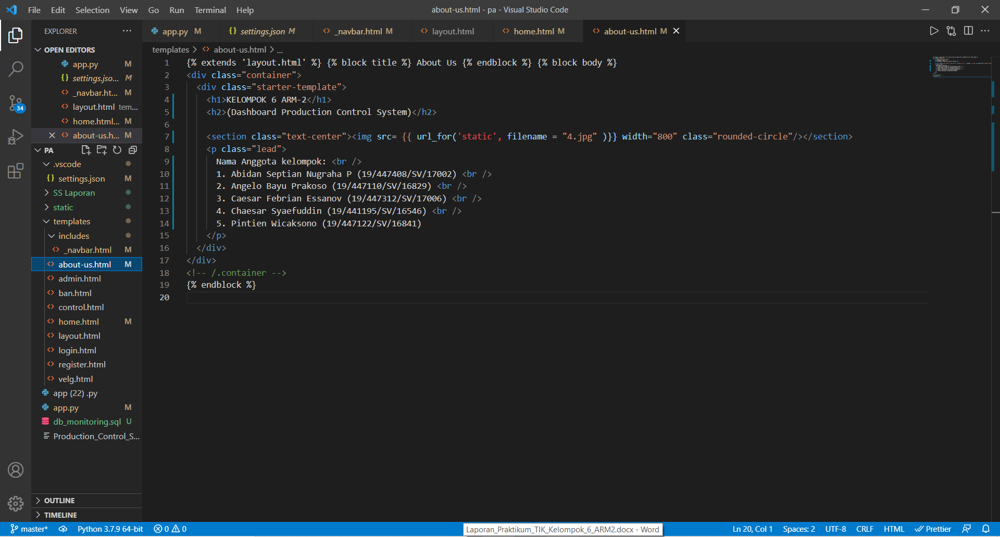 File Edit Selection View Go Run Terminal Help
about-us.html - pa - Visual Studio Code
EXPLORER
app.py M
settings.json M
_navbar.html M
layout.html
home.html M
about-us.html M
templates > about-us.html > ...
OPEN EDITORS
app.py M
settings.jso... M
_navbar.ht... M
layout.html tem...
home.html... M
about-us.h... M
PA
.vscode
settings.json M
SS Laporan
static
templates
includes
_navbar.html M
about-us.html M
admin.html
ban.html
control.html
home.html M
layout.html
login.html
register.html
velg.html
app (22) .py
app.py M
db_monitoring.sql U
Production_Control_S...
OUTLINE
TIMELINE
34
1 {% extends 'layout.html' %} {% block title %} About Us {% endblock %} {% block body %}
2 <div class="container">
3 <div class="starter-template">
4 <h1>KELOMPOK 6 ARM-2</h1>
5 <h2>(Dashboard Production Control System)</h2>
6
7 <section class="text-center"><img src= {{ url_for('static', filename = "4.jpg" )}} width="800" class="rounded-circle"/></section>
8 <p class="lead">
9 Nama Anggota kelompok: <br />
10 1. Abidan Septian Nugraha P (19/447408/SV/17002) <br />
11 2. Angelo Bayu Prakoso (19/447110/SV/16829) <br />
12 3. Caesar Febrian Essanov (19/447312/SV/17006) <br />
13 4. Chaesar Syaefuddin (19/441195/SV/16546) <br />
14 5. Pintien Wicaksono (19/447122/SV/16841)
15 </p>
16 </div>
17 </div>
18 <!-- /.container -->
19 {% endblock %}
20
master* Python 3.7.9 64-bit 0 0
Laporan_Praktikum_TIK_Kelompok_6_ARM2.docx - Word
Ln 20, Col 1 Spaces: 2 UTF-8 CRLF HTML Prettier